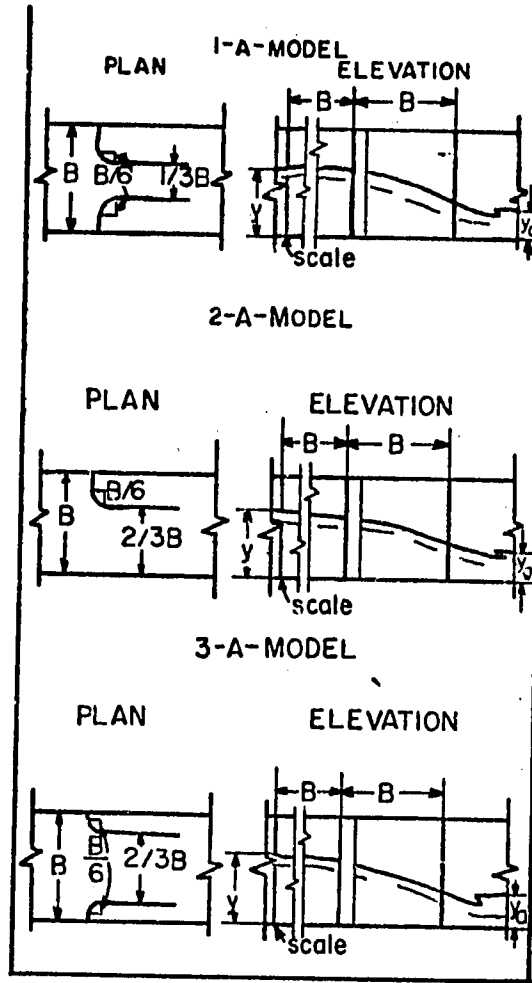 1-A-MODEL
PLAN ELEVATION
B B
B B/6 1/3B
y
scale
2-A-MODEL
PLAN ELEVATION
B B
B/6
B 2/3B
y
scale
3-A-MODEL
PLAN ELEVATION
B B
B B/6 2/3B
y
scale